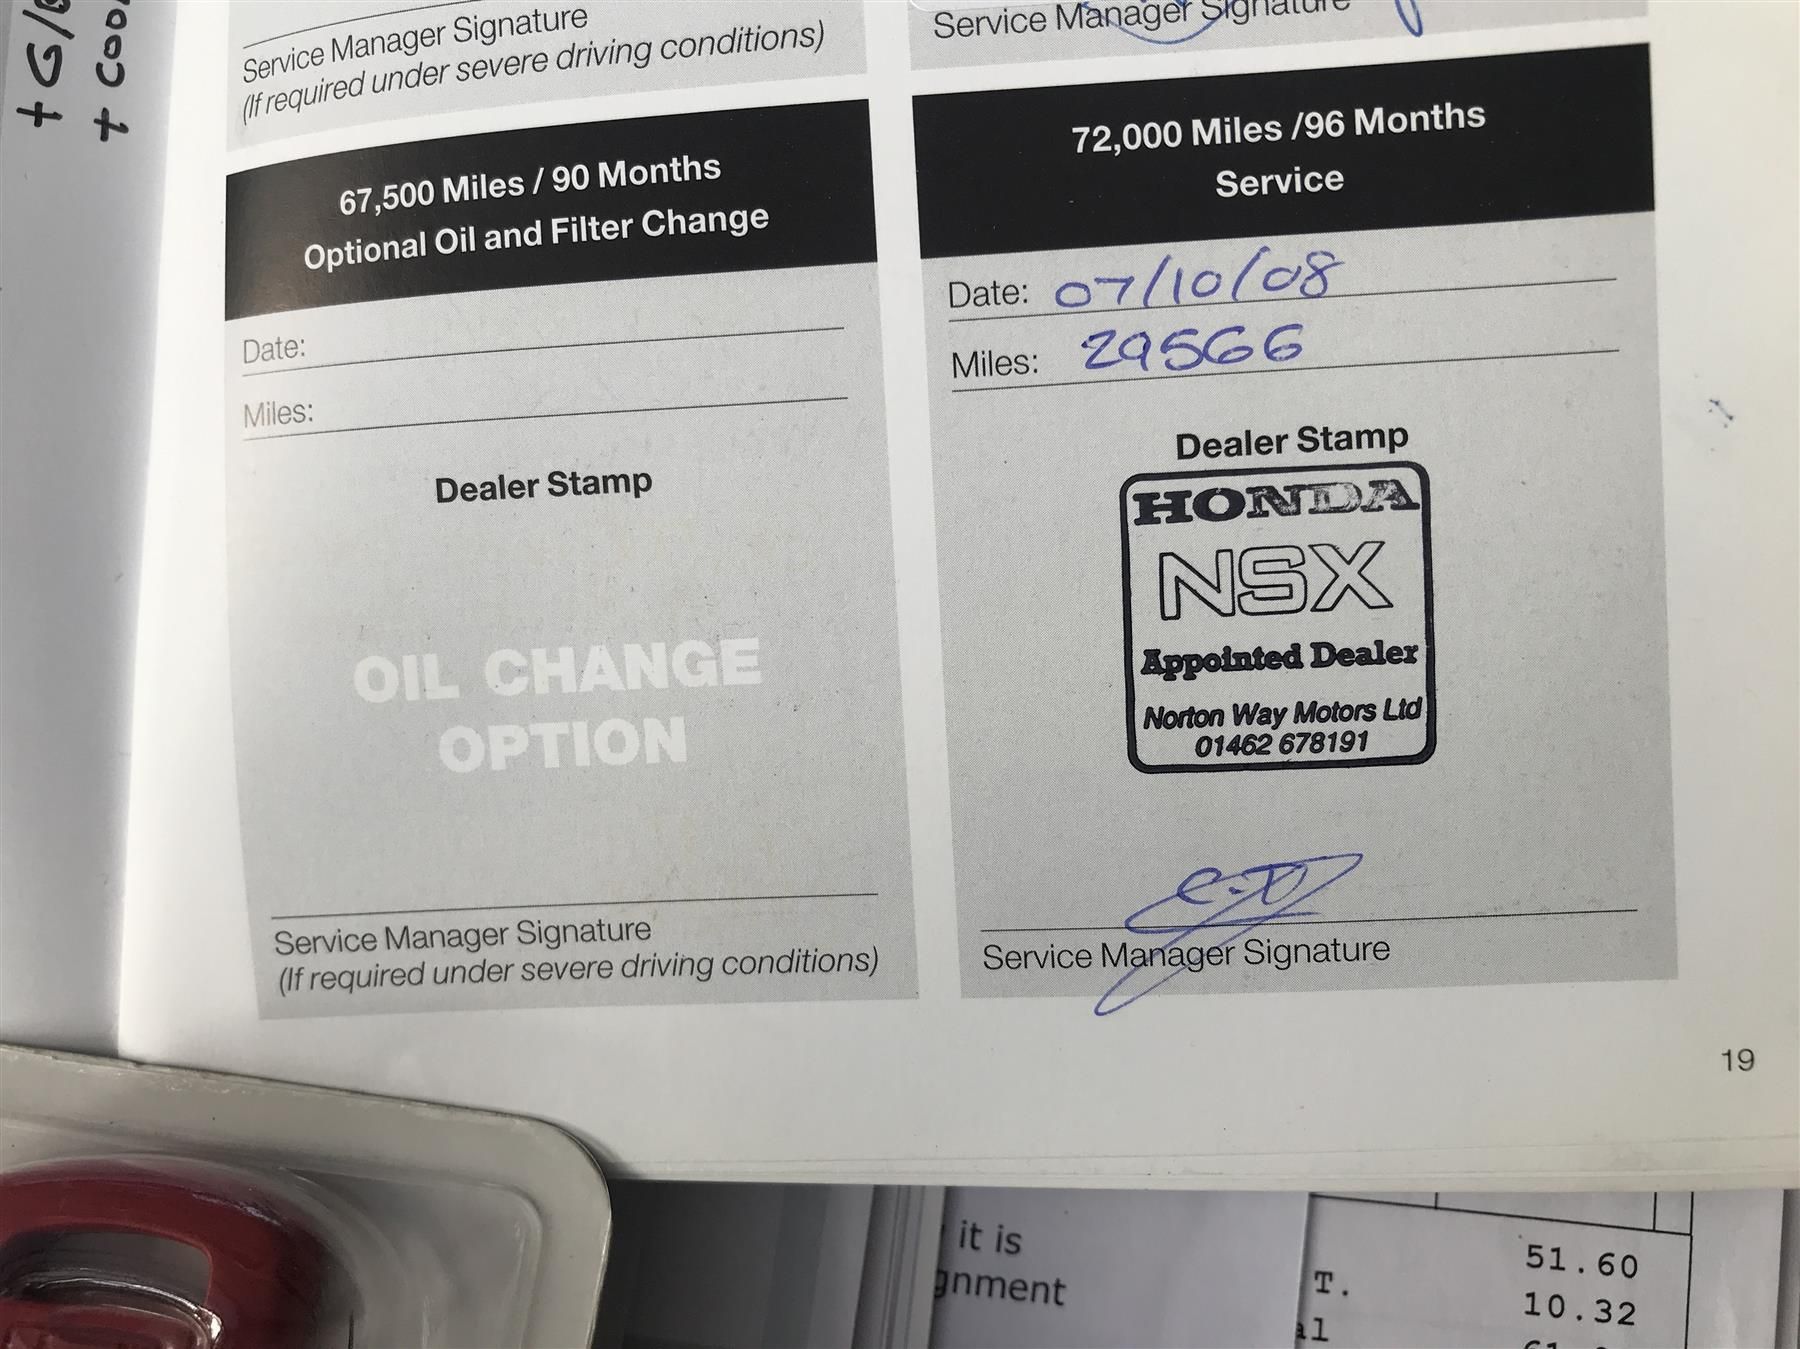 + G/B
+ Cool
Service Manager Signature
(If required under severe driving conditions)
Service Manager Signature
67,500 Miles / 90 Months
Optional Oil and Filter Change
Date:
Miles:
Dealer Stamp
OIL CHANGE
OPTION
Service Manager Signature
(If required under severe driving conditions)
72,000 Miles /96 Months
Service
Date: 07/10/08
Miles: 29566
Dealer Stamp
HONDA
NSX
Appointed Dealer
Norton Way Motors Ltd
01462 678191
Service Manager Signature
19
it is
gnment
51.60
T.
10.32
al